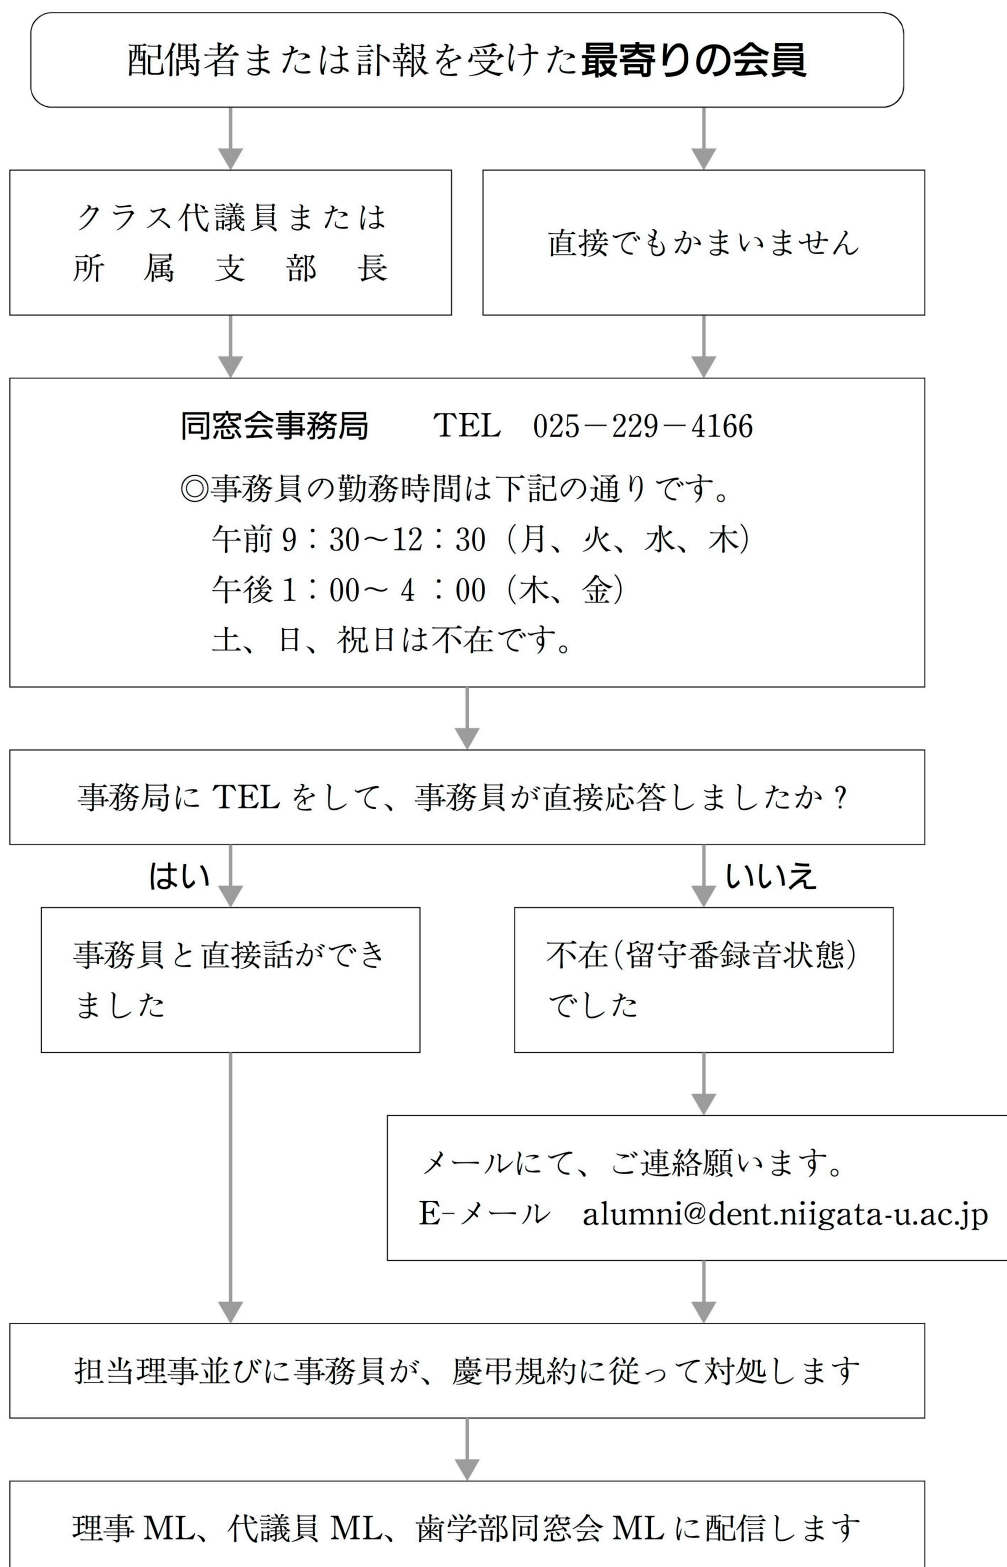 配偶者または訃報を受けた最寄りの会員
クラス代議員または
所属支部長
直接でもかまいません
同窓会事務局　TEL　025－229－4166
◎事務員の勤務時間は下記の通りです。
午前9：30～12：30（月、火、水、木）
午後1：00～4：00（木、金）
土、日、祝日は不在です。
事務局にTELをして、事務員が直接応答しましたか？
はい
いいえ
事務員と直接話ができ
ました
不在（留守番録音状態）
でした
メールにて、ご連絡願います。
E-メール　alumni@dent.niigata-u.ac.jp
担当理事並びに事務員が、慶弔規約に従って対処します
理事ML、代議員ML、歯学部同窓会MLに配信します